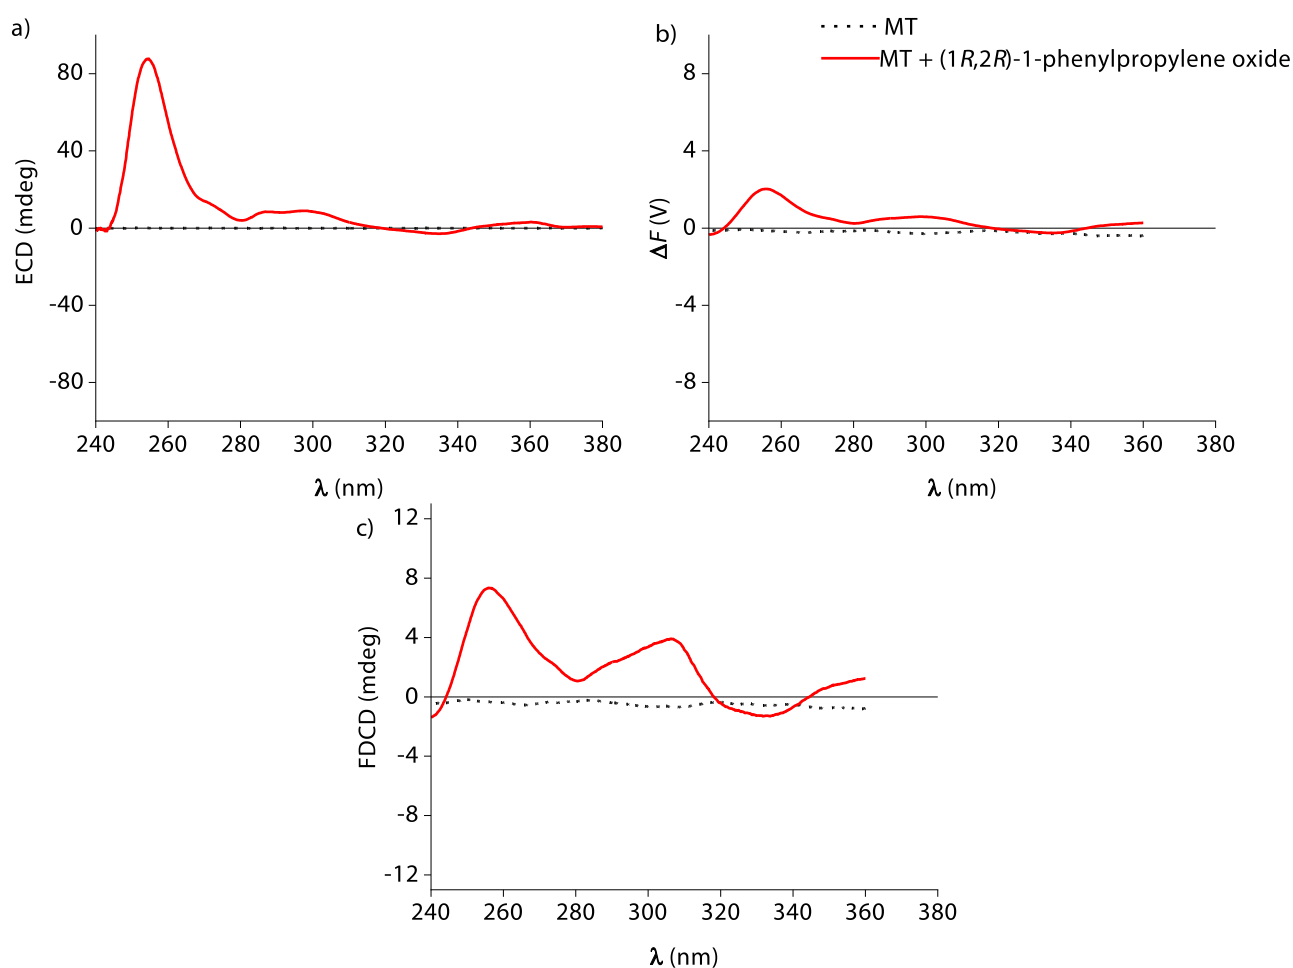 a)
80
40
0
-40
-80
ECD (mdeg)
240 260 280 300 320 340 360 380
λ (nm)
b)
MT
MT + (1R,2R)-1-phenylpropylene oxide
8
4
0
-4
-8
ΔF (V)
240 260 280 300 320 340 360 380
λ (nm)
c)
12
8
4
0
-4
-8
-12
FDCD (mdeg)
240 260 280 300 320 340 360 380
λ (nm)